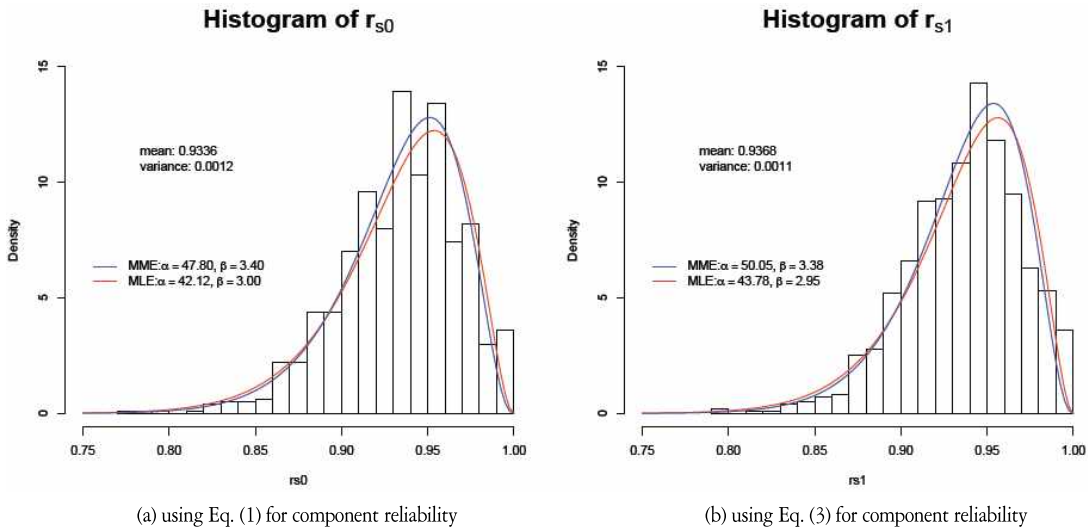 Histogram of rs0
15
10
5
0
Density
mean: 0.9336
variance: 0.0012
MME:α = 47.80, β = 3.40
MLE:α = 42.12, β = 3.00
0.75 0.80 0.85 0.90 0.95 1.00
rs0
(a) using Eq. (1) for component reliability
Histogram of rs1
15
10
5
0
Density
mean: 0.9368
variance: 0.0011
MME:α = 50.05, β = 3.38
MLE:α = 43.78, β = 2.95
0.75 0.80 0.85 0.90 0.95 1.00
rs1
(b) using Eq. (3) for component reliability